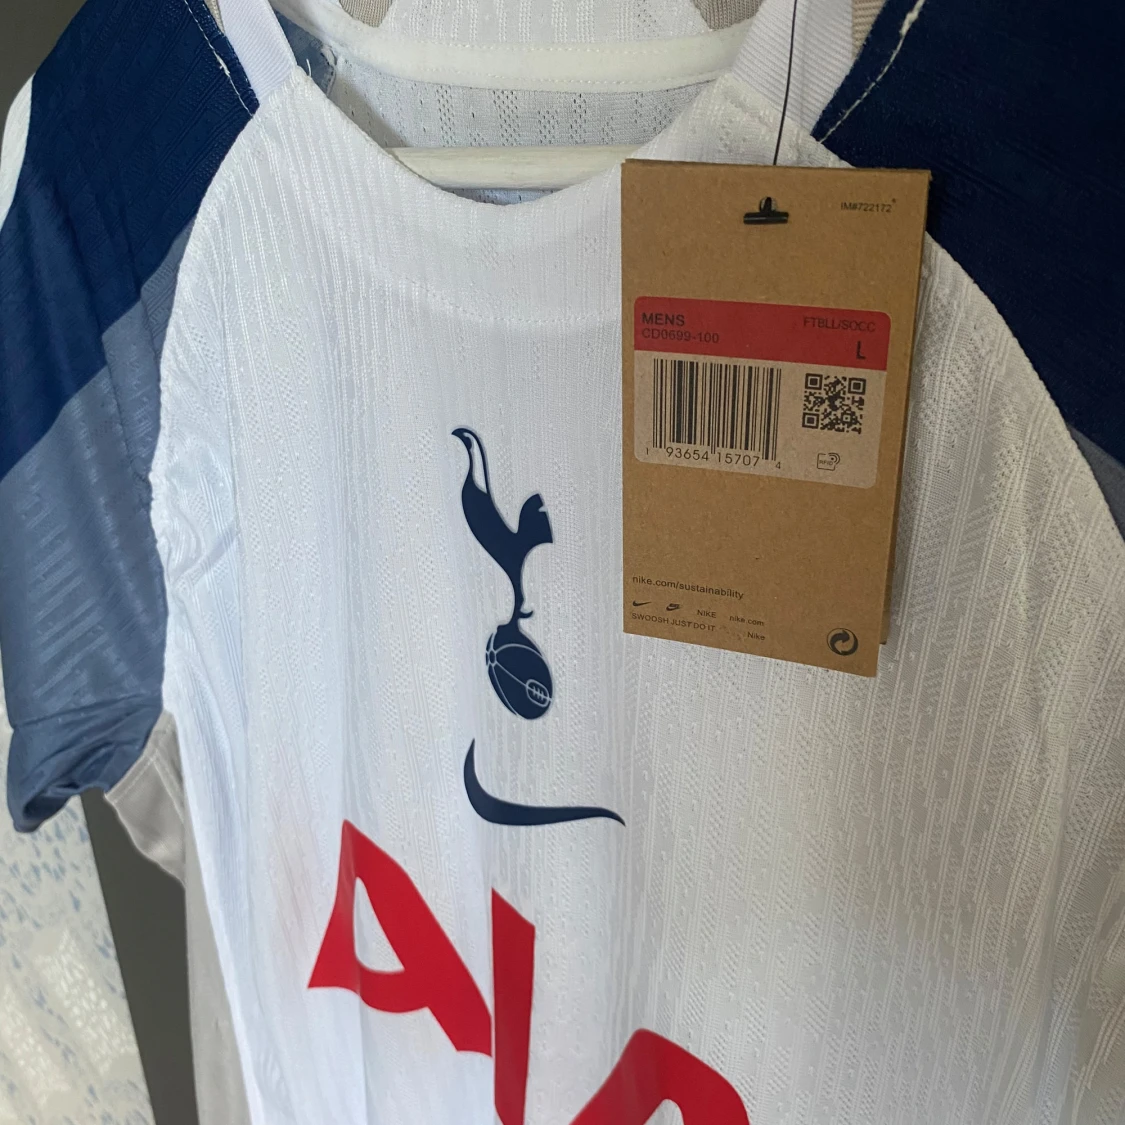 IM#722172
MENS
FTBLL/SOCC
CD0699-100
L
1 93654 15707 4
RFID
nike.com/sustainability
NIKE nike.com
SWOOSH JUST DO IT Nike
AIA